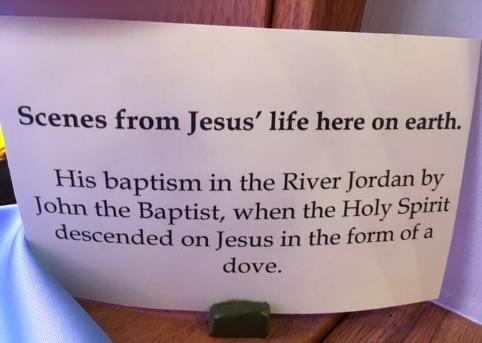 Scenes from Jesus' life here on earth.
His baptism in the River Jordan by
John the Baptist, when the Holy Spirit
descended on Jesus in the form of a
dove.